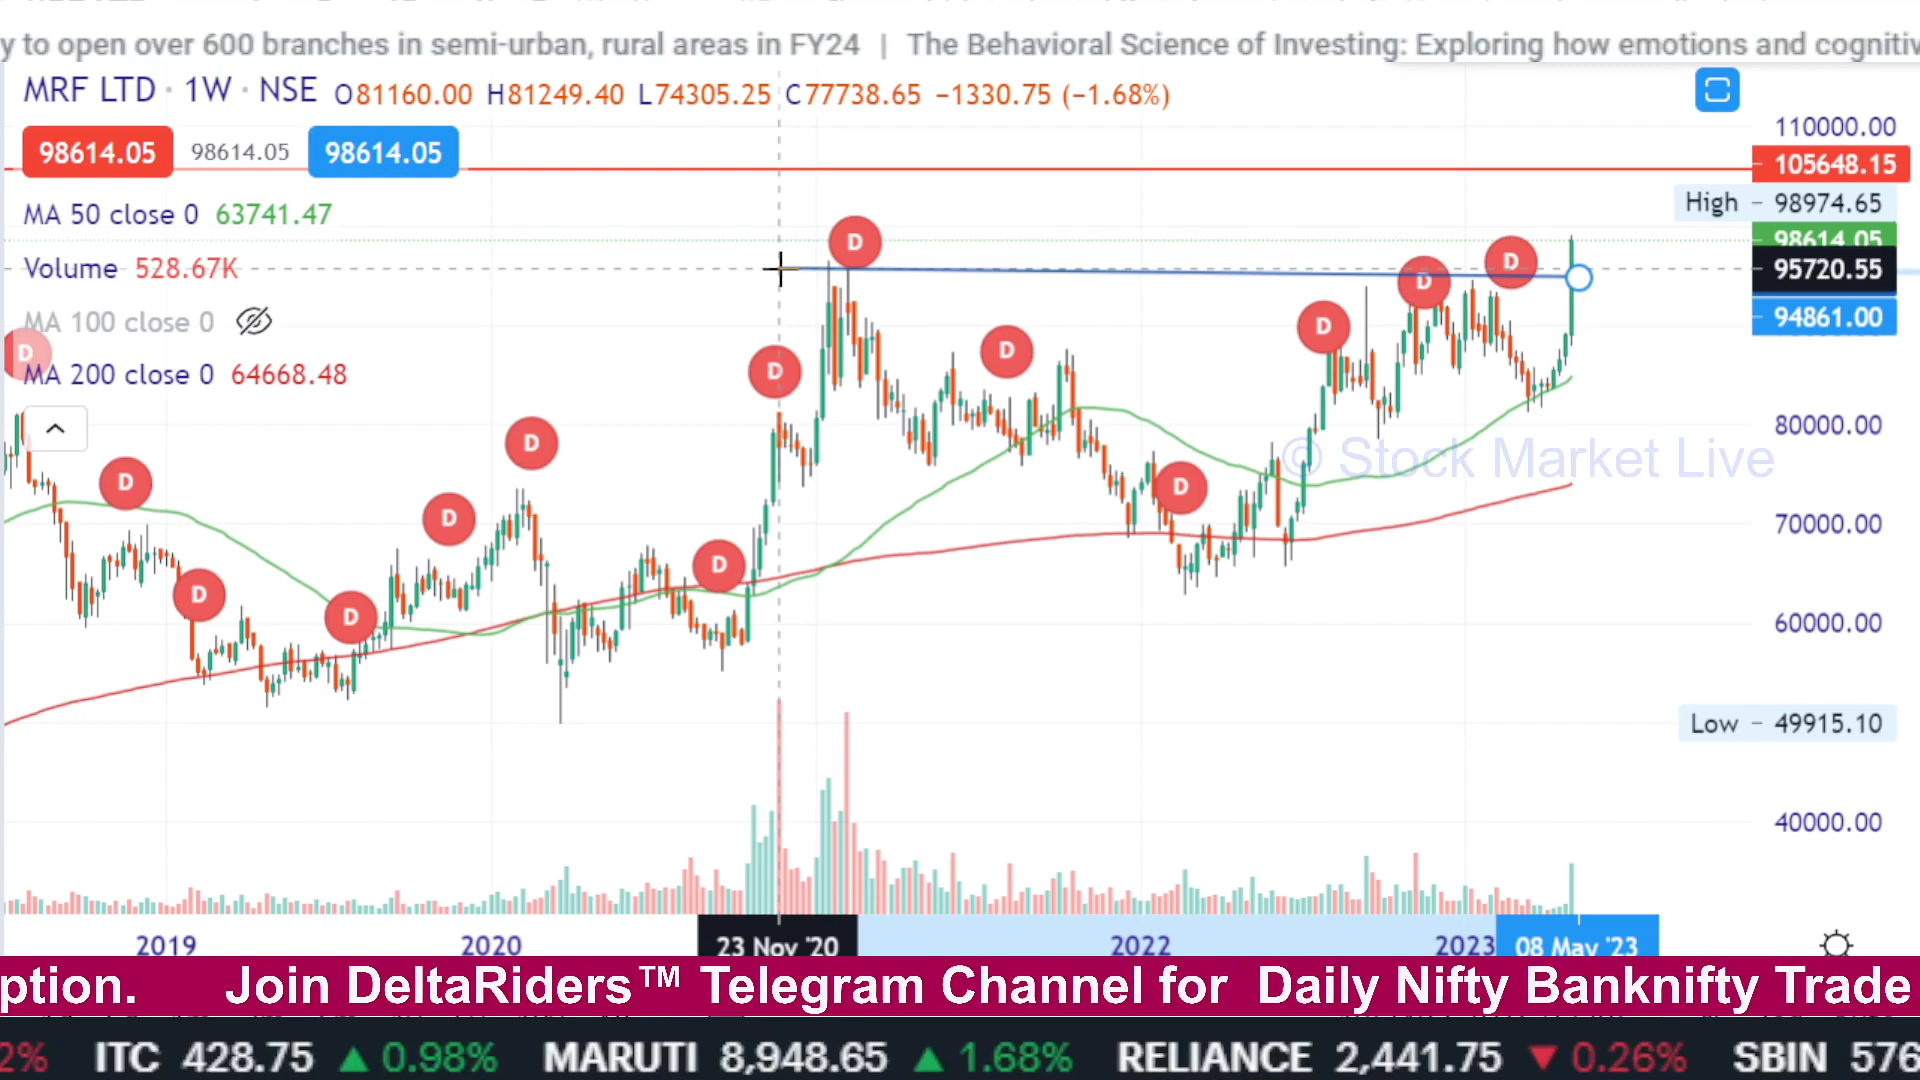 y to open over 600 branches in semi-urban, rural areas in FY24 | The Behavioral Science of Investing: Exploring how emotions and cognitiv
MRF LTD · 1W · NSE O81160.00 H81249.40 L74305.25 C77738.65 −1330.75 (−1.68%)
110000.00
98614.05 98614.05 98614.05
105648.15
High 98974.65
MA 50 close 0 63741.47
98614.05
Volume 528.67K
95720.55
MA 100 close 0
94861.00
MA 200 close 0 64668.48
D
D
D
D
D
D
D
D
D
D
D
D
D
D
80000.00
© Stock Market Live
70000.00
60000.00
Low 49915.10
40000.00
2019 2020 23 Nov '20 2022 2023 08 May '23
ption. Join DeltaRiders™ Telegram Channel for Daily Nifty Banknifty Trade
2% ITC 428.75 ▲ 0.98% MARUTI 8,948.65 ▲ 1.68% RELIANCE 2,441.75 ▼ 0.26% SBIN 576